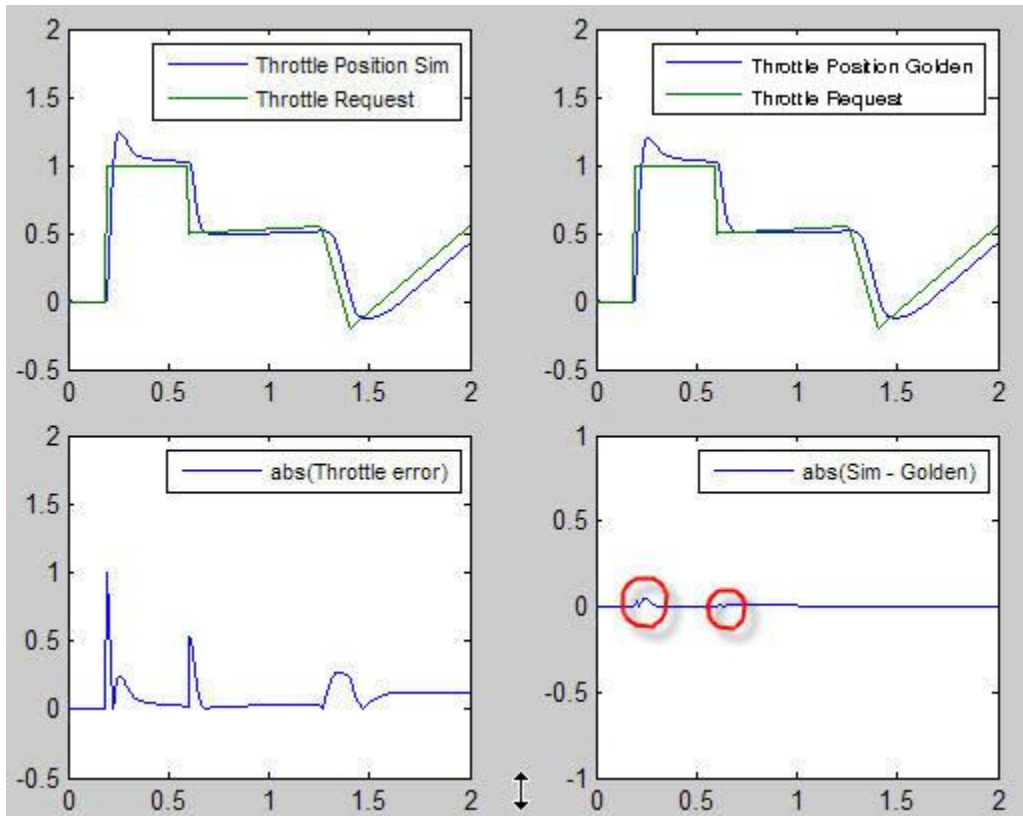 2
1.5
1
0.5
0
-0.5
0 0.5 1 1.5 2
Throttle Position Sim
Throttle Request
2
1.5
1
0.5
0
-0.5
0 0.5 1 1.5 2
Throttle Position Golden
Throttle Request
2
1.5
1
0.5
0
-0.5
0 0.5 1 1.5 2
abs(Throttle error)
1
0.5
0
-0.5
-1
0 0.5 1 1.5 2
abs(Sim - Golden)